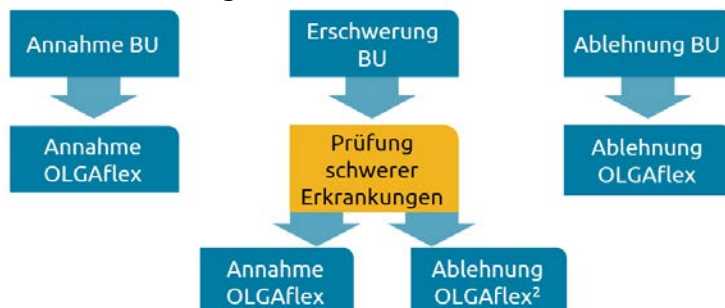 Annahme BU
Erschwerung
BU
Ablehnung BU
Annahme
OLGAflex
Prüfung
schwerer
Erkrankungen
Ablehnung
OLGAflex
Annahme
OLGAflex
Ablehnung
OLGAflex²